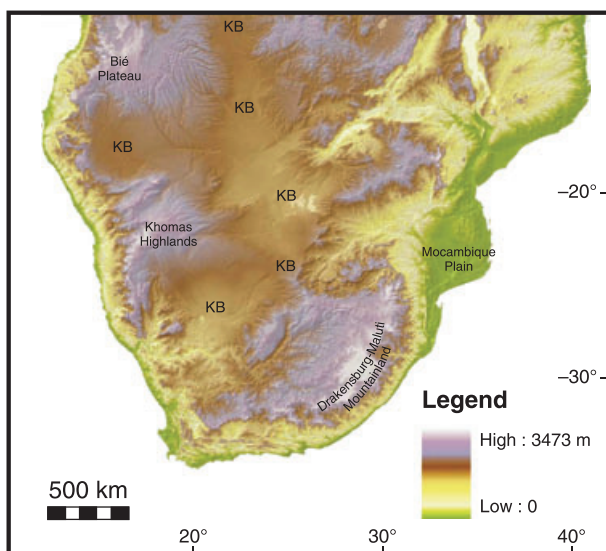 KB
Bié
Plateau
KB
KB
–20°
KB
Khomas
Highlands
Mocambique
Plain
KB
KB
Drakensburg-Maluti
Mountainland
–30°
Legend
High : 3473 m
Low : 0
500 km
20°
30°
40°